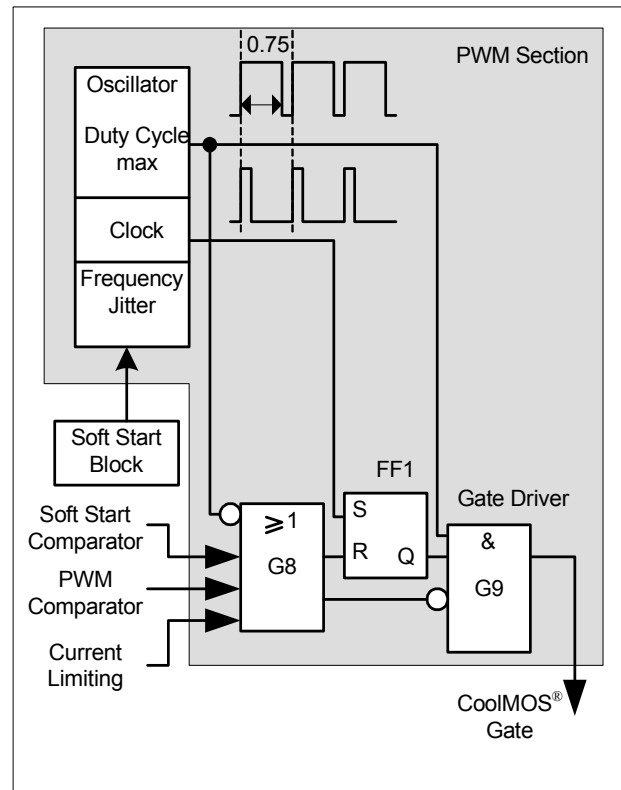 0.75
PWM Section
Oscillator
Duty Cycle
max
Clock
Frequency
Jitter
Soft Start
Block
FF1
Gate Driver
Soft Start
Comparator
PWM
Comparator
Current
Limiting
≥1
G8
S
R
Q
&
G9
CoolMOS®
Gate